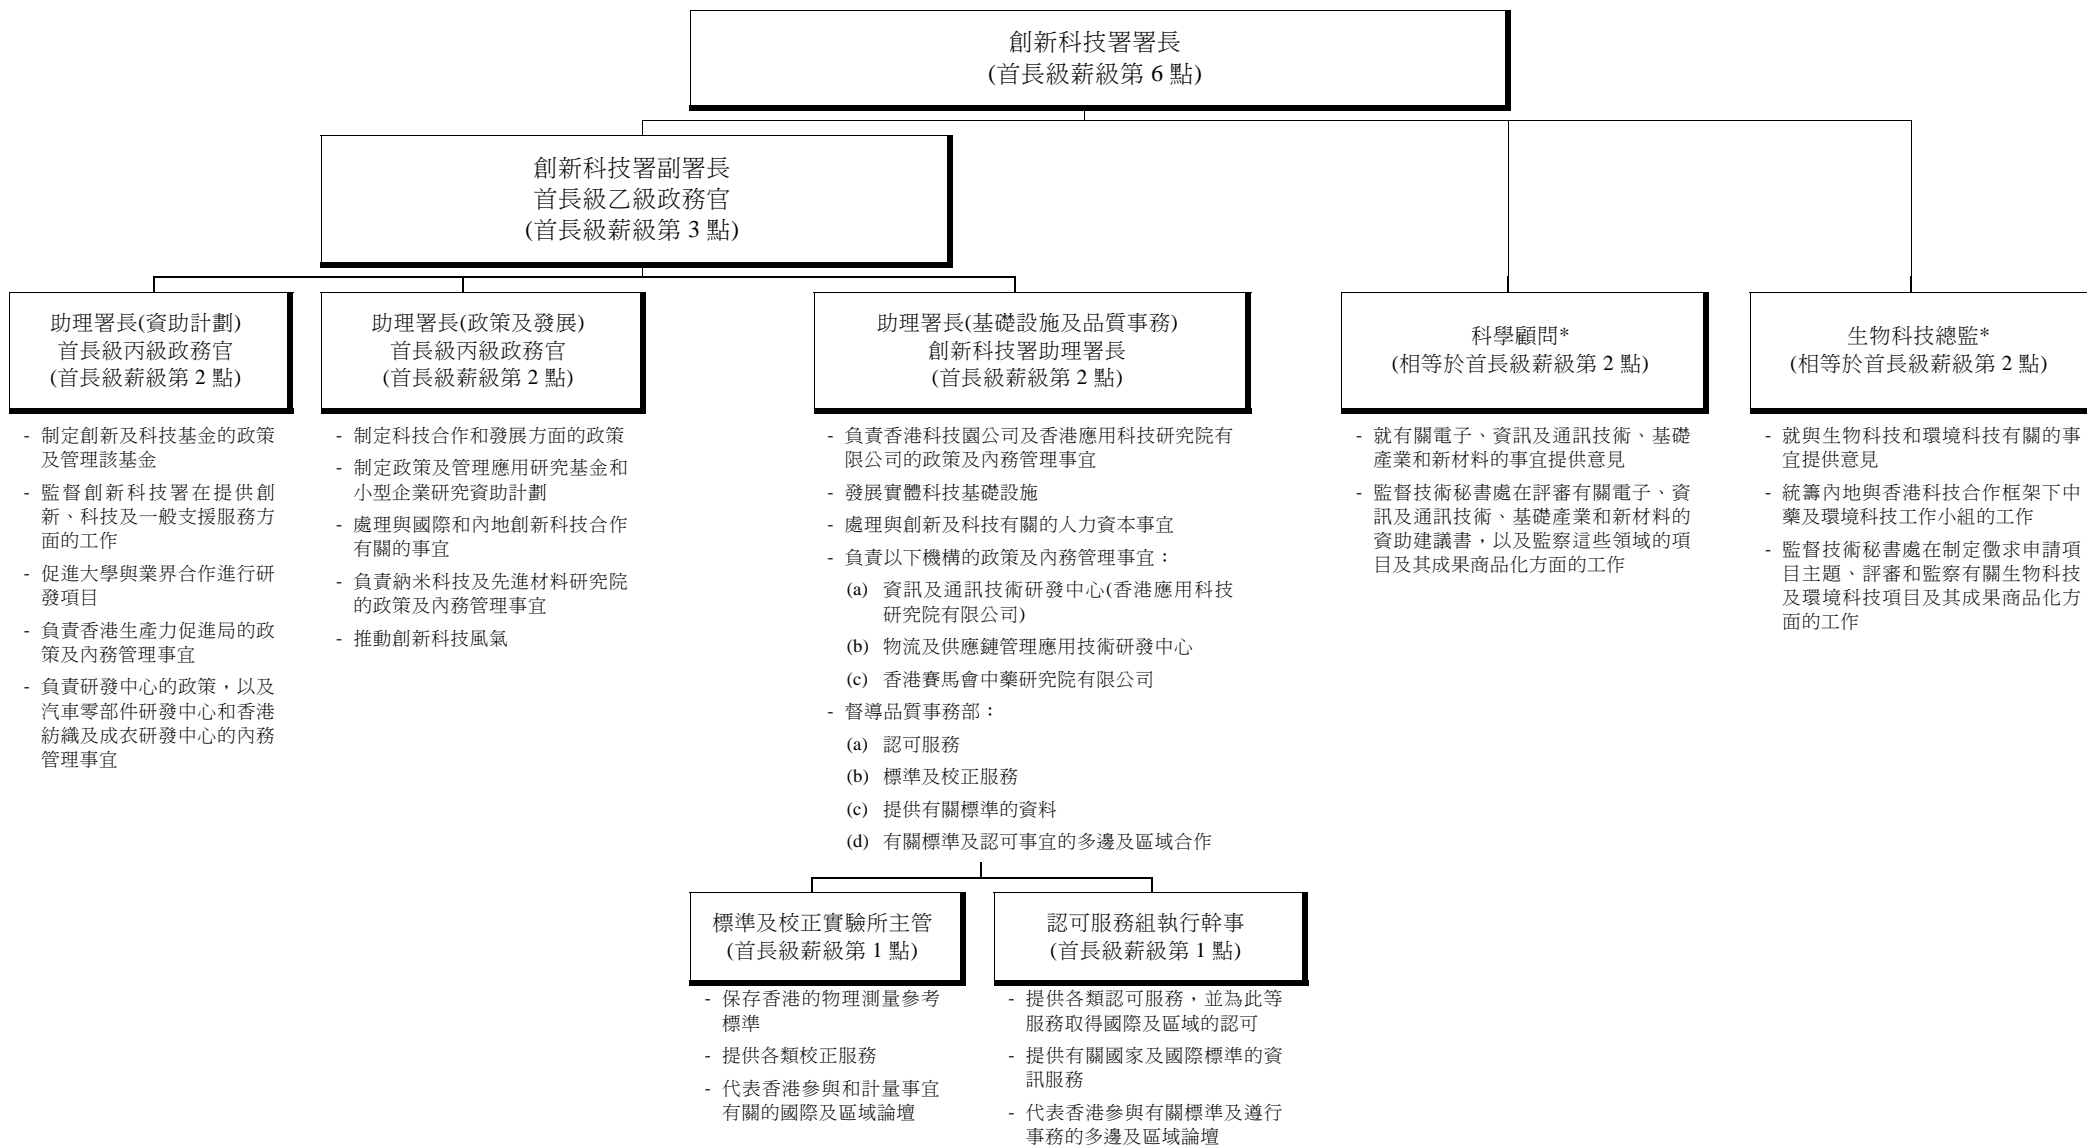 創新科技署署長
(首長級薪級第 6 點)
創新科技署副署長
首長級乙級政務官
(首長級薪級第 3 點)
助理署長(資助計劃)
首長級丙級政務官
(首長級薪級第 2 點)
- 制定創新及科技基金的政策
及管理該基金
- 監督創新科技署在提供創
新、科技及一般支援服務方
面的工作
- 促進大學與業界合作進行研
發項目
- 負責香港生產力促進局的政
策及內務管理事宜
- 負責研發中心的政策，以及
汽車零部件研發中心和香港
紡織及成衣研發中心的內務
管理事宜
助理署長(政策及發展)
首長級丙級政務官
(首長級薪級第 2 點)
- 制定科技合作和發展方面的政策
- 制定政策及管理應用研究基金和
小型企業研究資助計劃
- 處理與國際和內地創新科技合作
有關的事宜
- 負責納米科技及先進材料研究院
的政策及內務管理事宜
- 推動創新科技風氣
助理署長(基礎設施及品質事務)
創新科技署助理署長
(首長級薪級第 2 點)
- 負責香港科技園公司及香港應用科技研究院有
限公司的政策及內務管理事宜
- 發展實體科技基礎設施
- 處理與創新及科技有關的人力資本事宜
- 負責以下機構的政策及內務管理事宜：
(a) 資訊及通訊技術研發中心(香港應用科技
研究院有限公司)
(b) 物流及供應鏈管理應用技術研發中心
(c) 香港賽馬會中藥研究院有限公司
- 督導品質事務部：
(a) 認可服務
(b) 標準及校正服務
(c) 提供有關標準的資料
(d) 有關標準及認可事宜的多邊及區域合作
標準及校正實驗所主管
(首長級薪級第 1 點)
- 保存香港的物理測量參考
標準
- 提供各類校正服務
- 代表香港參與和計量事宜
有關的國際及區域論壇
認可服務組執行幹事
(首長級薪級第 1 點)
- 提供各類認可服務，並為此等
服務取得國際及區域的認可
- 提供有關國家及國際標準的資
訊服務
- 代表香港參與有關標準及遵行
事務的多邊及區域論壇
科學顧問*
(相等於首長級薪級第 2 點)
- 就有關電子、資訊及通訊技術、基礎
產業和新材料的事宜提供意見
- 監督技術秘書處在評審有關電子、資
訊及通訊技術、基礎產業和新材料的
資助建議書，以及監察這些領域的項
目及其成果商品化方面的工作
生物科技總監*
(相等於首長級薪級第 2 點)
- 就與生物科技和環境科技有關的事
宜提供意見
- 統籌內地與香港科技合作框架下中
藥及環境科技工作小組的工作
- 監督技術秘書處在制定徵求申請項
目主題、評審和監察有關生物科技
及環境科技項目及其成果商品化方
面的工作